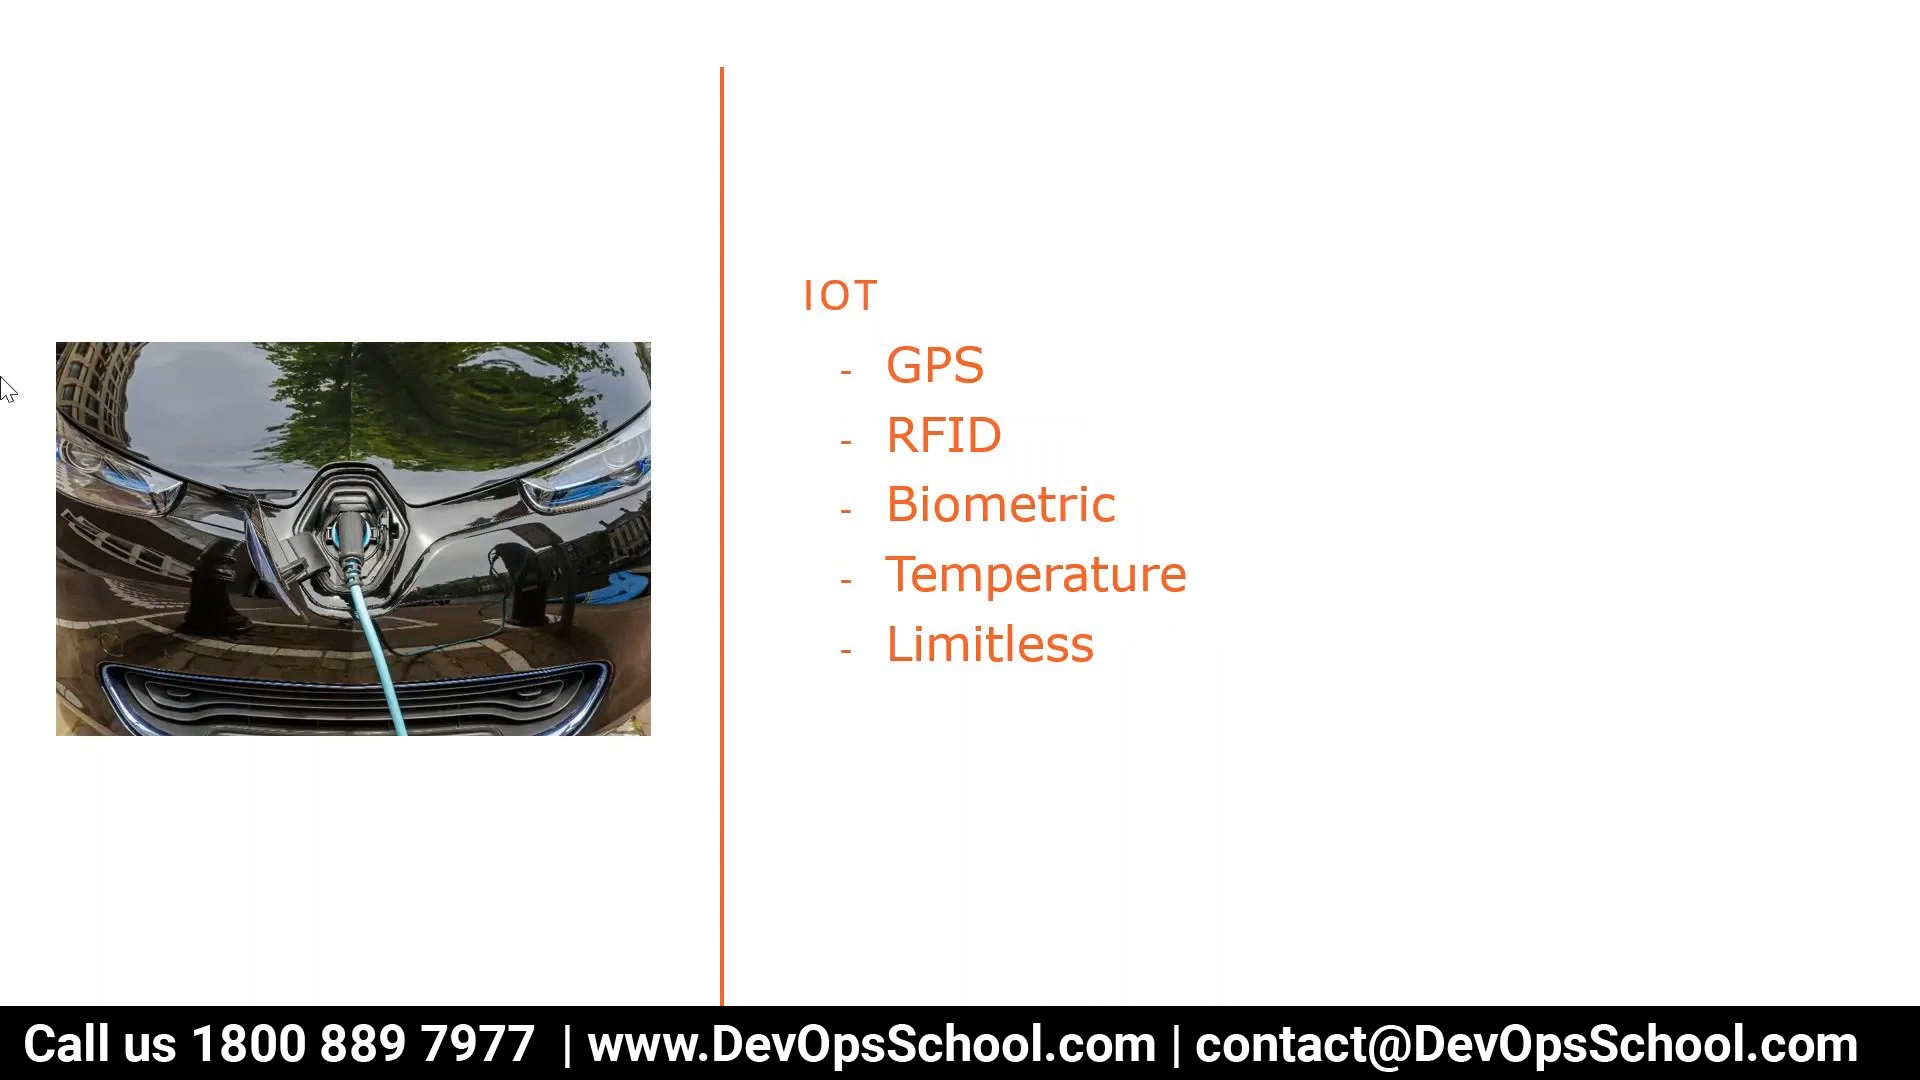 IOT
- GPS
- RFID
- Biometric
- Temperature
- Limitless
Call us 1800 889 7977 | www.DevOpsSchool.com | contact@DevOpsSchool.com